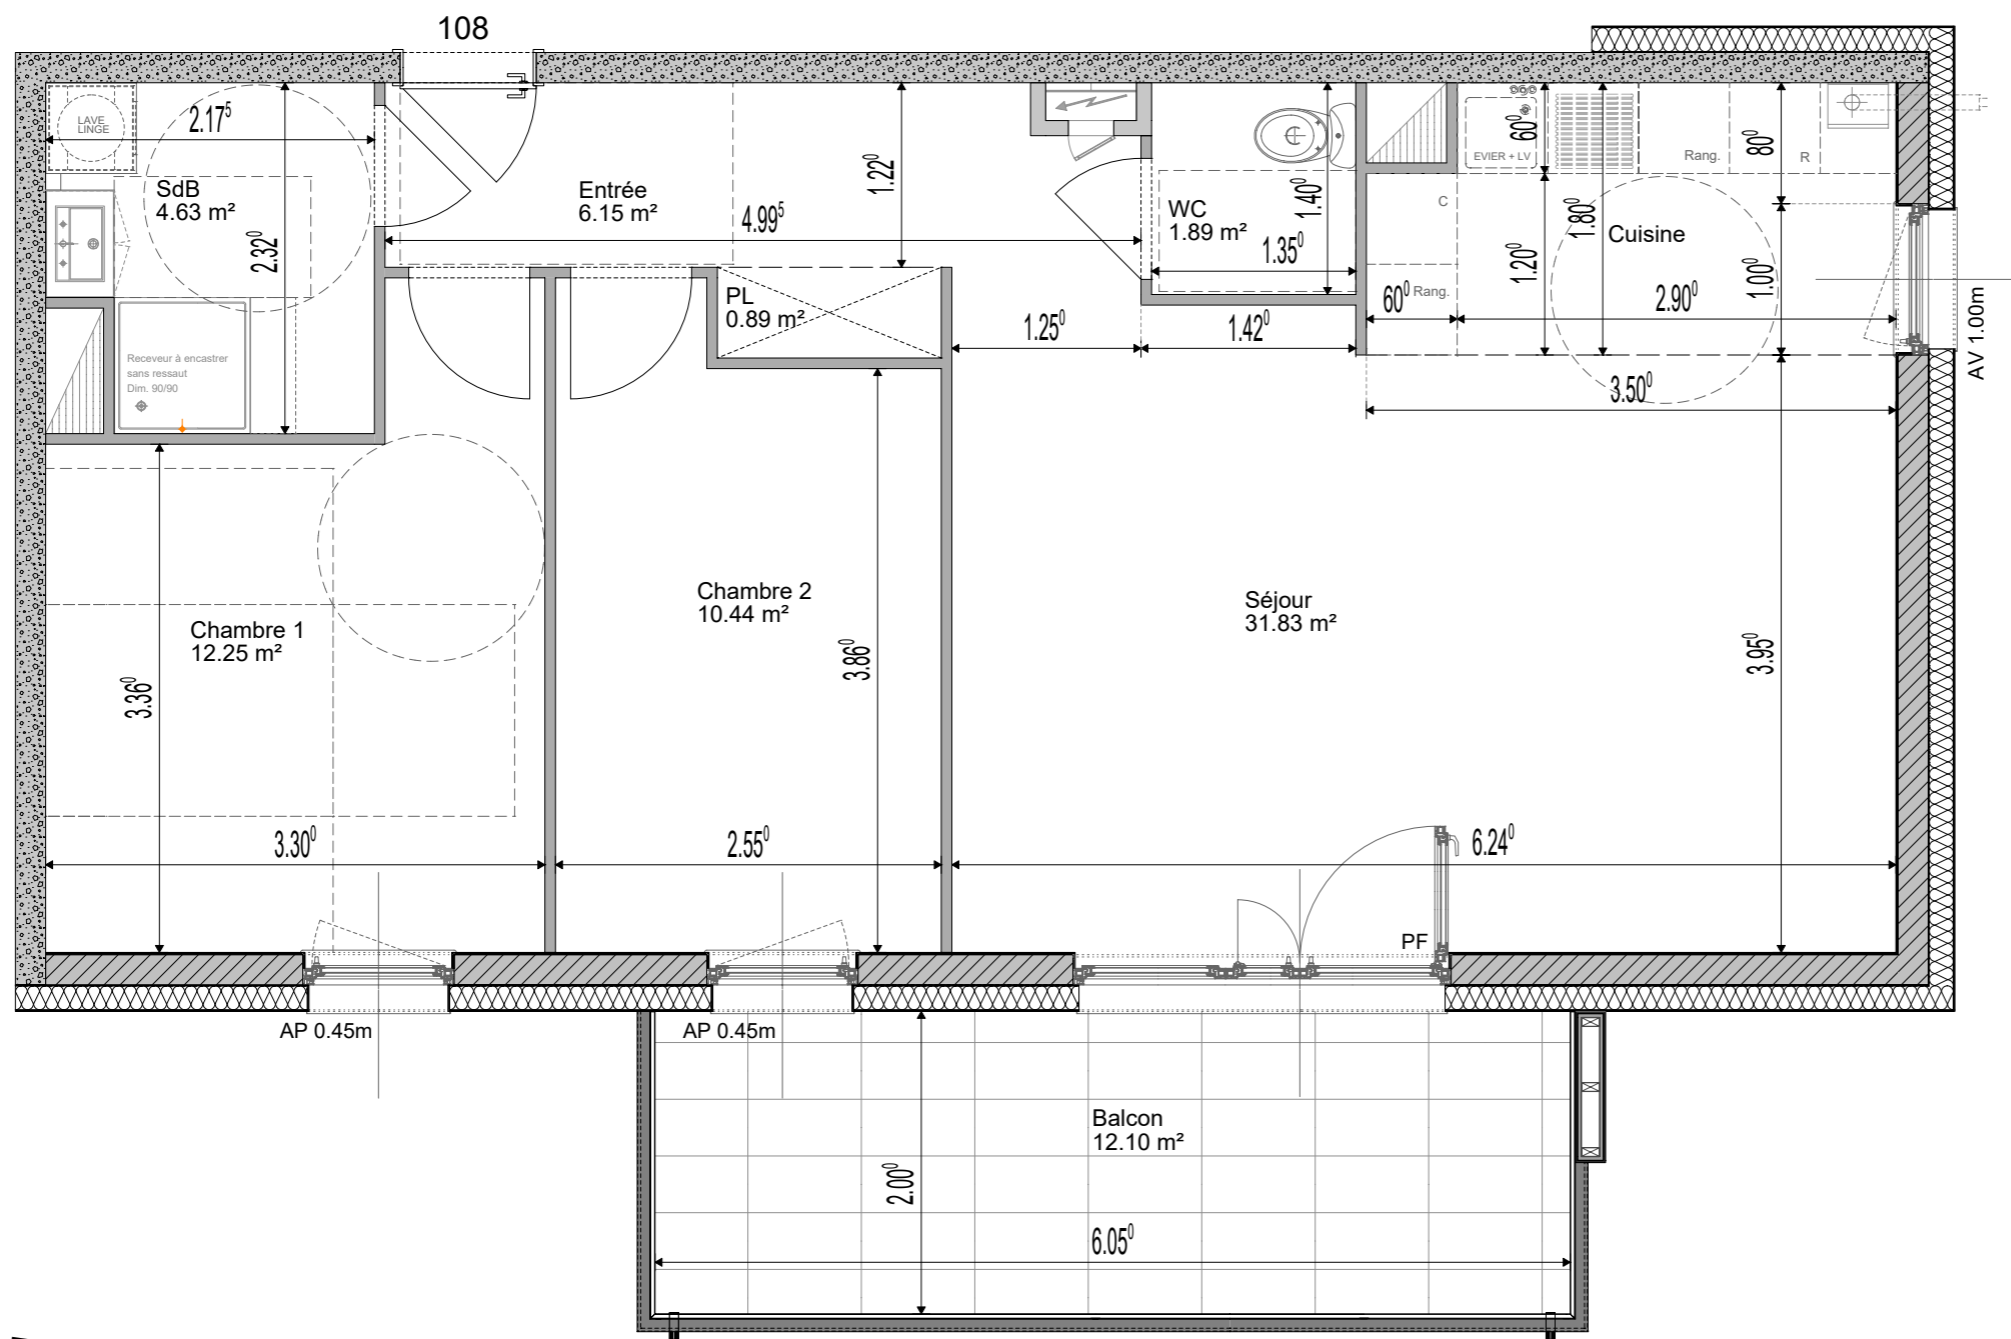 108
LAVE
LINGE
2.17⁵
SdB
4.63 m²
2.32⁰
Entrée
6.15 m²
1.22⁰
4.99⁵
WC
1.89 m²
1.40⁰
1.35⁰
EVIER + LV
60⁰
Rang.
R
80⁰
C
1.80⁰
Cuisine
1.20⁰
1.00⁰
60⁰
Rang.
2.90⁰
AV 1.00m
PL
0.89 m²
1.25⁰
1.42⁰
3.50⁰
Receveur à encastrer
sans ressaut
Dim. 90/90
Chambre 1
12.25 m²
3.36⁰
Chambre 2
10.44 m²
3.86⁰
Séjour
31.83 m²
3.95⁰
3.30⁰
2.55⁰
6.24⁰
PF
AP 0.45m
AP 0.45m
Balcon
12.10 m²
2.00⁰
6.05⁰